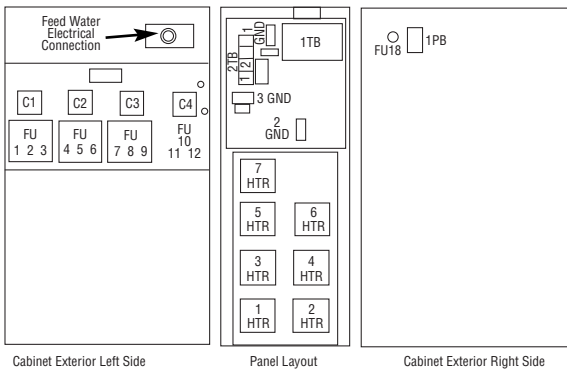 Feed Water
Electrical
Connection
C1
C2
C3
C4
FU
1 2 3
FU
4 5 6
FU
7 8 9
FU
10
11 12
Cabinet Exterior Left Side
1
GND
2TB
1 2
1TB
3 GND
2
GND
7
HTR
5
HTR
6
HTR
3
HTR
4
HTR
1
HTR
2
HTR
Panel Layout
FU18
1PB
Cabinet Exterior Right Side